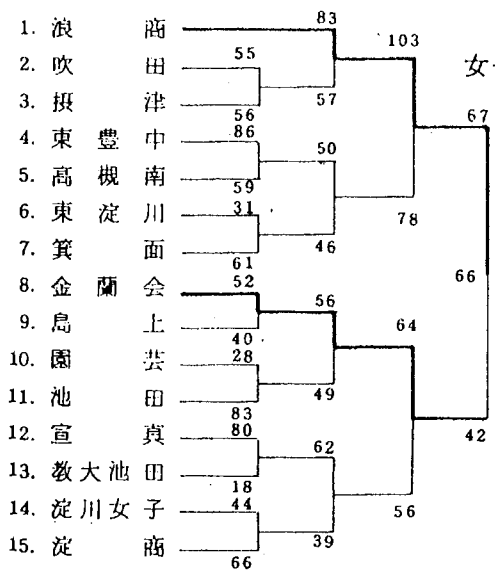 83
1. 浪商
103
2. 吹田 55
女
3. 摂津 56
57
67
4. 東豊中 86
50
5. 高槻南 59
6. 東淀川 31
78
46
7. 箕面 61
66
8. 金蘭会 52
56
64
9. 島上 40
10. 園芸 28
49
11. 池田 83
42
12. 宣真 80
62
13. 教大池田 18
56
14. 淀川女子 44
39
15. 淀商 66